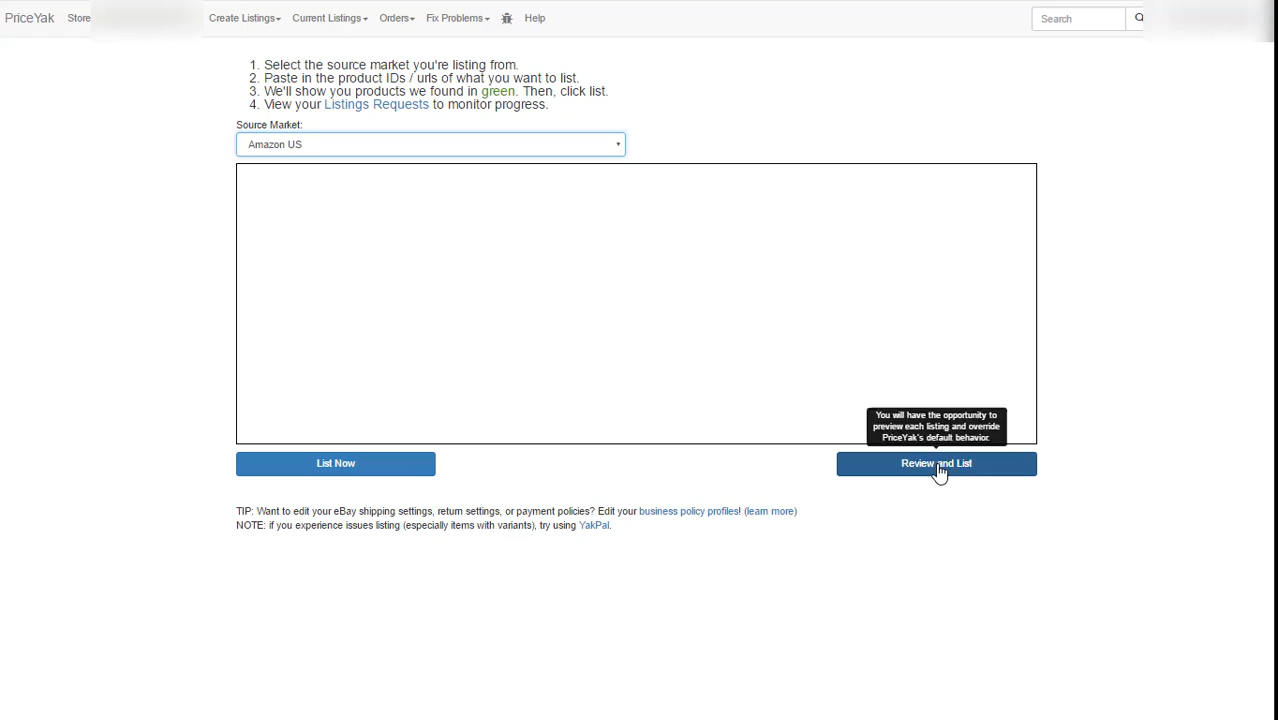 PriceYak Store Create Listings Current Listings Orders Fix Problems Help Search
1. Select the source market you're listing from.
2. Paste in the product IDs / urls of what you want to list.
3. We'll show you products we found in green. Then, click list.
4. View your Listings Requests to monitor progress.
Source Market:
Amazon US
You will have the opportunity to
preview each listing and override
PriceYak's default behavior.
List Now Review and List
TIP: Want to edit your eBay shipping settings, return settings, or payment policies? Edit your business policy profiles! (learn more)
NOTE: if you experience issues listing (especially items with variants), try using YakPal.